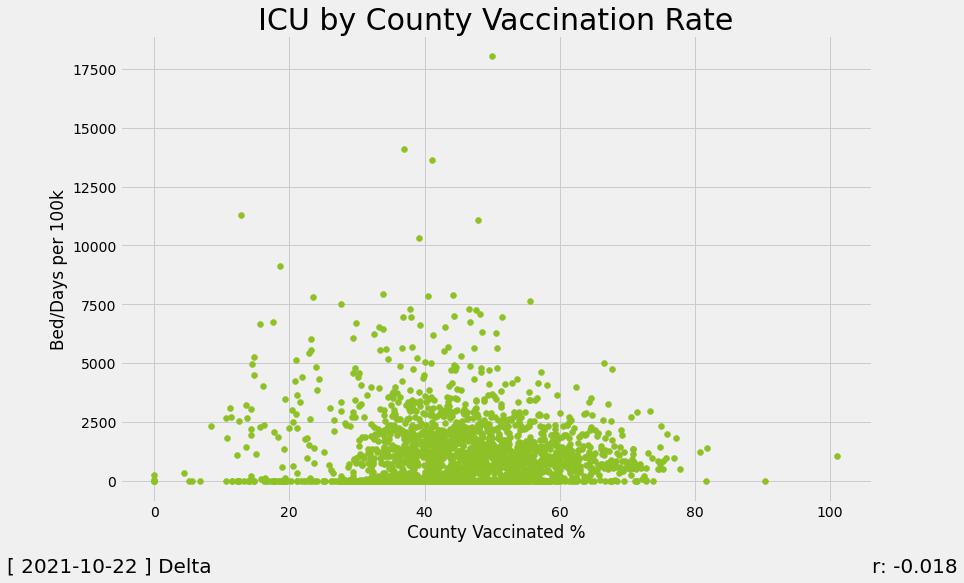 ICU by County Vaccination Rate
17500
15000
12500
10000
7500
5000
2500
0
Bed/Days per 100k
0 20 40 60 80 100
County Vaccinated %
[ 2021-10-22 ] Delta
r: -0.018